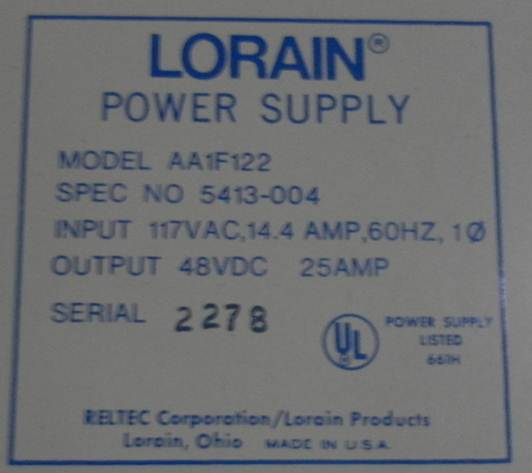 LORAIN®
POWER SUPPLY
MODEL AA1F122
SPEC NO 5413-004
INPUT 117VAC,14.4 AMP,60HZ, 1Ø
OUTPUT 48VDC 25AMP
SERIAL 2278
UL
POWER SUPPLY
LISTED
661H
RELTEC Corporation/Lorain Products
Lorain, Ohio MADE IN U.S.A.